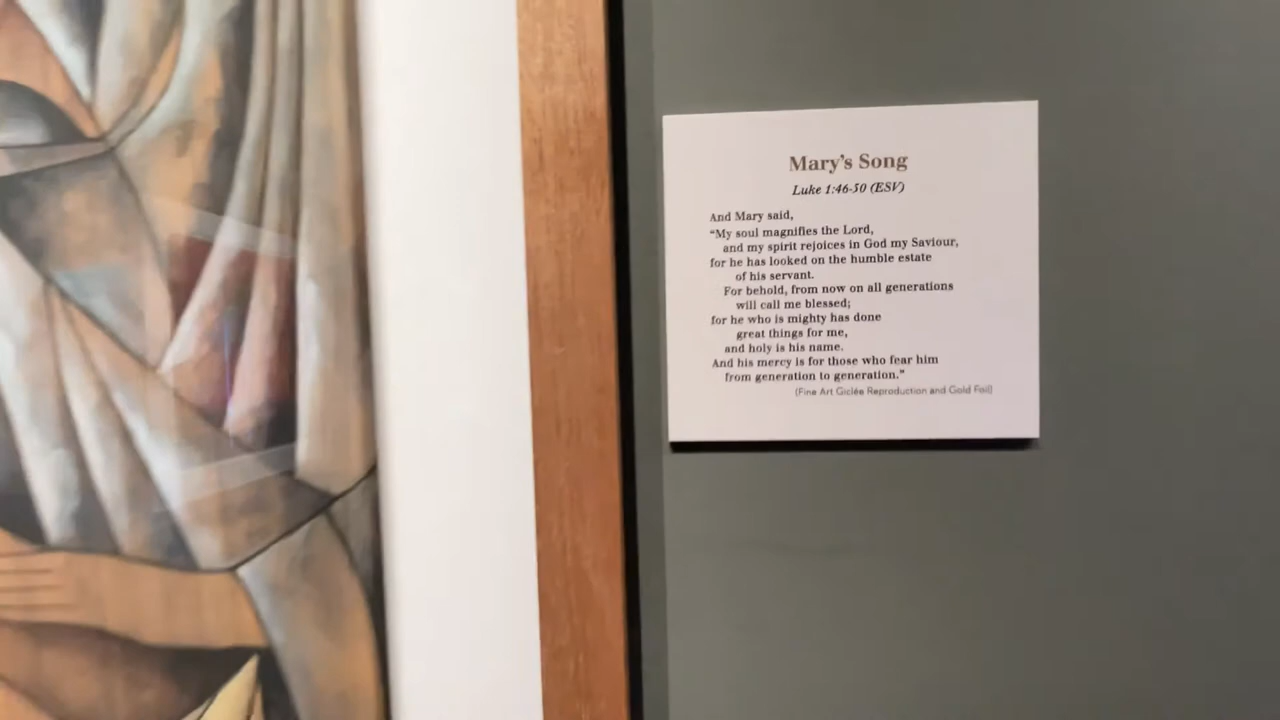 Mary's Song
Luke 1:46-50 (ESV)
And Mary said,
“My soul magnifies the Lord,
and my spirit rejoices in God my Saviour,
for he has looked on the humble estate
of his servant.
For behold, from now on all generations
will call me blessed;
for he who is mighty has done
great things for me,
and holy is his name.
And his mercy is for those who fear him
from generation to generation.”
(Fine Art Giclée Reproduction and Gold Foil)